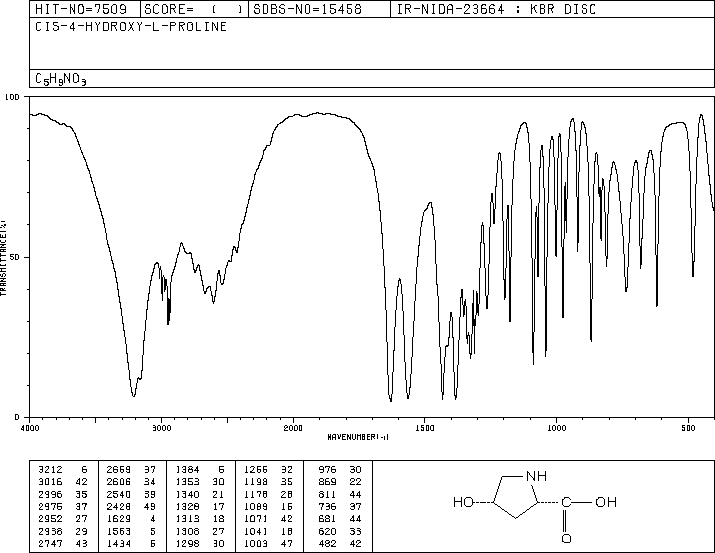 HIT-NO=7509 SCORE= ( ) SDBS-NO=15458 IR-NIDA-23664 : KBR DISC
CIS-4-HYDROXY-L-PROLINE
C5H9NO3
100
50
0
TRANSMITTANCE(%)
4000 3000 2000 1500 1000 500
WAVENUMBER(-1)
3212 6 2669 37 1384 5 1266 32 976 30
3016 42 2606 34 1353 30 1198 35 869 22
2996 35 2540 39 1340 21 1178 28 811 44
2975 37 2428 49 1328 17 1089 15 736 37
2952 27 1629 4 1313 18 1071 42 681 44
2938 29 1563 5 1308 27 1041 18 620 33
2747 43 1434 5 1298 30 1003 47 482 42
NH
HO C OH
O